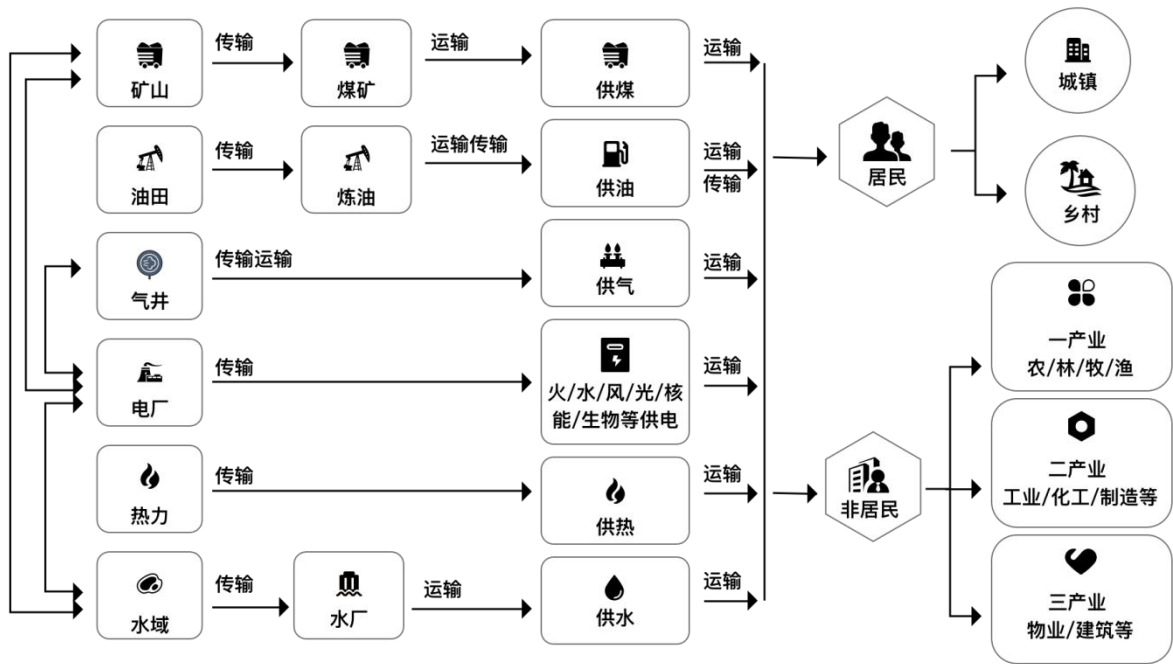 传输
运输
运输
矿山
煤矿
供煤
城镇
传输
运输传输
运输
油田
炼油
供油
传输
居民
乡村
传输运输
运输
气井
供气
一产业
农/林/牧/渔
传输
运输
电厂
火/水/风/光/核
能/生物等供电
二产业
工业/化工/制造等
传输
运输
热力
供热
非居民
传输
运输
运输
水域
水厂
供水
三产业
物业/建筑等